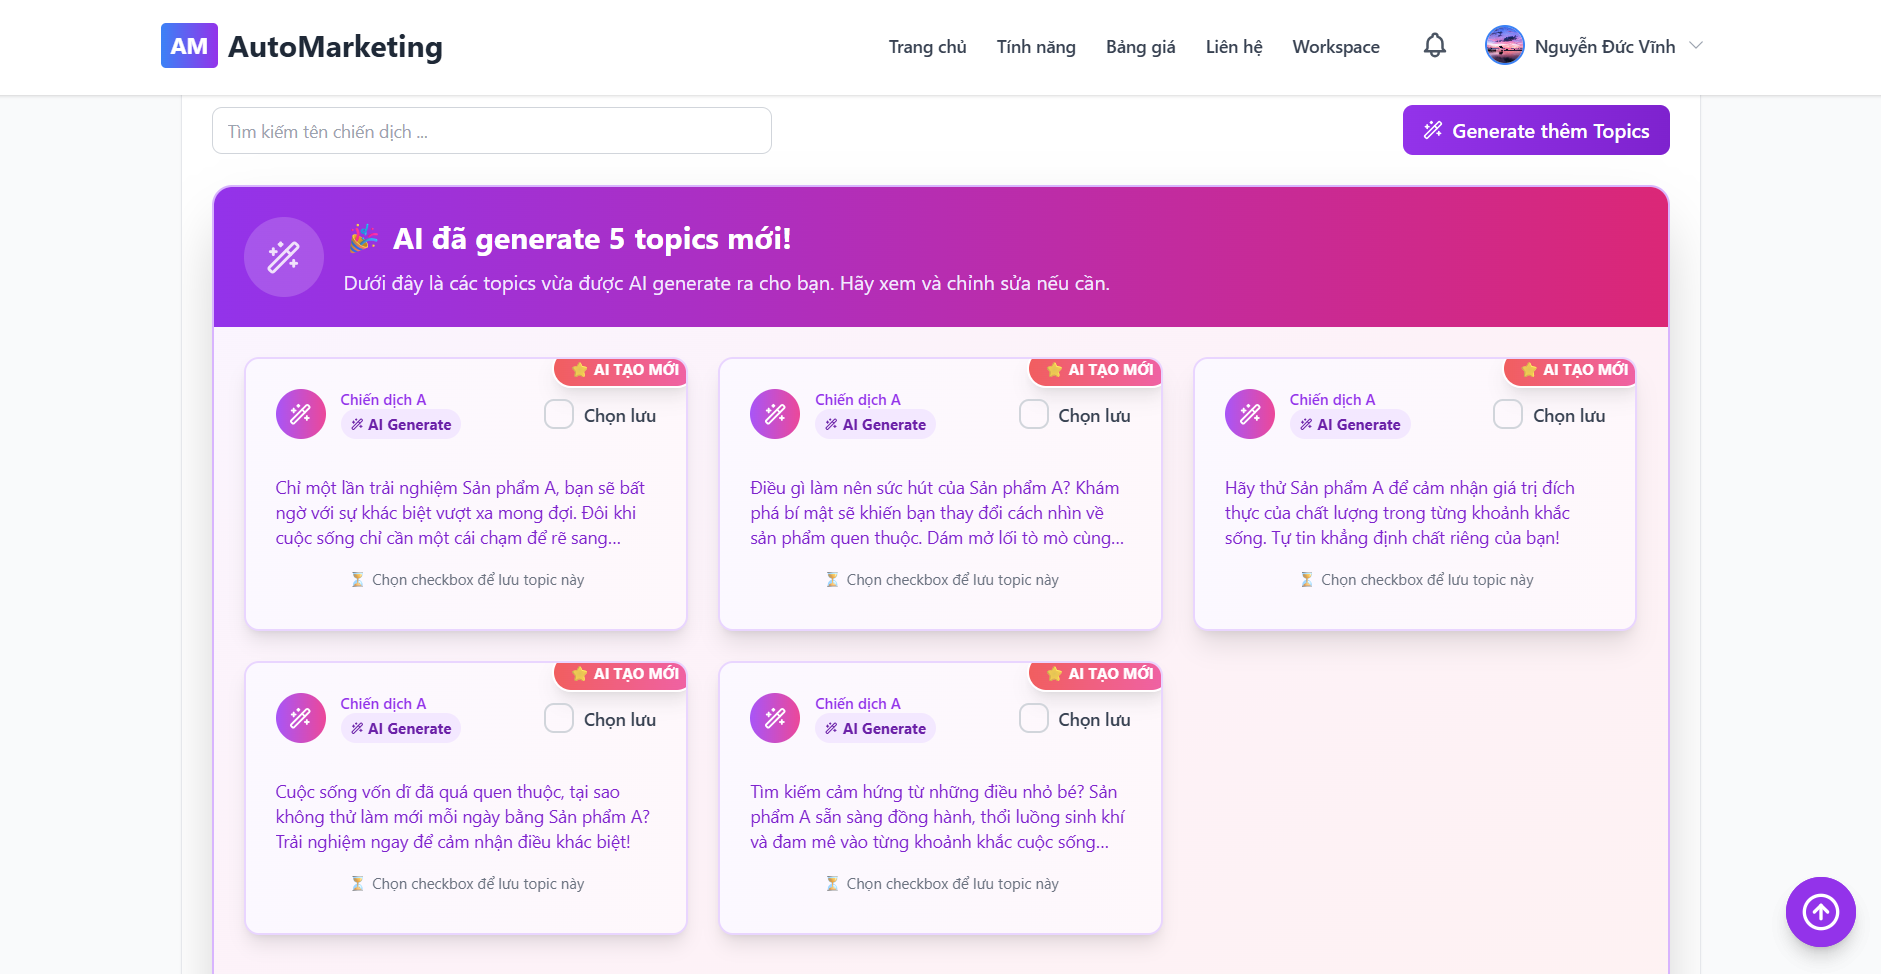 AM AutoMarketing
Trang chủ
Tính năng
Bảng giá
Liên hệ
Workspace
Nguyễn Đức Vĩnh
Tìm kiếm tên chiến dịch ...
Generate thêm Topics
🎉 AI đã generate 5 topics mới!
Dưới đây là các topics vừa được AI generate ra cho bạn. Hãy xem và chỉnh sửa nếu cần.
⭐ AI TẠO MỚI
Chiến dịch A
AI Generate
Chọn lưu
Chỉ một lần trải nghiệm Sản phẩm A, bạn sẽ bất
ngờ với sự khác biệt vượt xa mong đợi. Đôi khi
cuộc sống chỉ cần một cái chạm để rẽ sang...
⏳ Chọn checkbox để lưu topic này
⭐ AI TẠO MỚI
Chiến dịch A
AI Generate
Chọn lưu
Điều gì làm nên sức hút của Sản phẩm A? Khám
phá bí mật sẽ khiến bạn thay đổi cách nhìn về
sản phẩm quen thuộc. Dám mở lối tò mò cùng...
⏳ Chọn checkbox để lưu topic này
⭐ AI TẠO MỚI
Chiến dịch A
AI Generate
Chọn lưu
Hãy thử Sản phẩm A để cảm nhận giá trị đích
thực của chất lượng trong từng khoảnh khắc
sống. Tự tin khẳng định chất riêng của bạn!
⏳ Chọn checkbox để lưu topic này
⭐ AI TẠO MỚI
Chiến dịch A
AI Generate
Chọn lưu
Cuộc sống vốn dĩ đã quá quen thuộc, tại sao
không thử làm mới mỗi ngày bằng Sản phẩm A?
Trải nghiệm ngay để cảm nhận điều khác biệt!
⏳ Chọn checkbox để lưu topic này
⭐ AI TẠO MỚI
Chiến dịch A
AI Generate
Chọn lưu
Tìm kiếm cảm hứng từ những điều nhỏ bé? Sản
phẩm A sẵn sàng đồng hành, thổi luồng sinh khí
và đam mê vào từng khoảnh khắc cuộc sống...
⏳ Chọn checkbox để lưu topic này